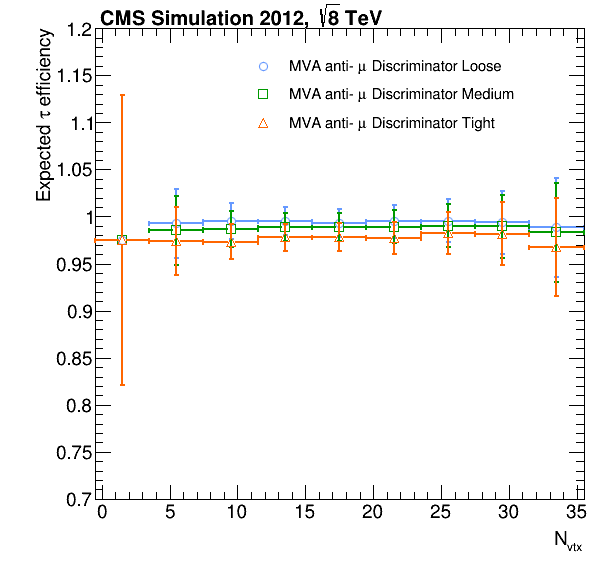 CMS Simulation 2012, √8 TeV
Expected τ efficiency
MVA anti- μ Discriminator Loose
MVA anti- μ Discriminator Medium
MVA anti- μ Discriminator Tight
1.2
1.15
1.1
1.05
1
0.95
0.9
0.85
0.8
0.75
0.7
0 5 10 15 20 25 30 35
N_vtx